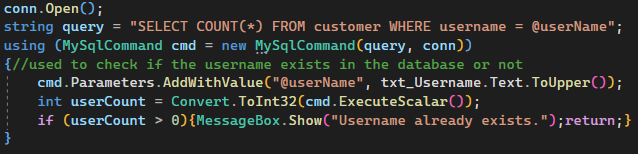 conn.Open();
string query = "SELECT COUNT(*) FROM customer WHERE username = @userName";
using (MySqlCommand cmd = new MySqlCommand(query, conn))
{//used to check if the username exists in the database or not
    cmd.Parameters.AddWithValue("@userName", txt_Username.Text.ToUpper());
    int userCount = Convert.ToInt32(cmd.ExecuteScalar());
    if (userCount > 0){MessageBox.Show("Username already exists.");return;}
}